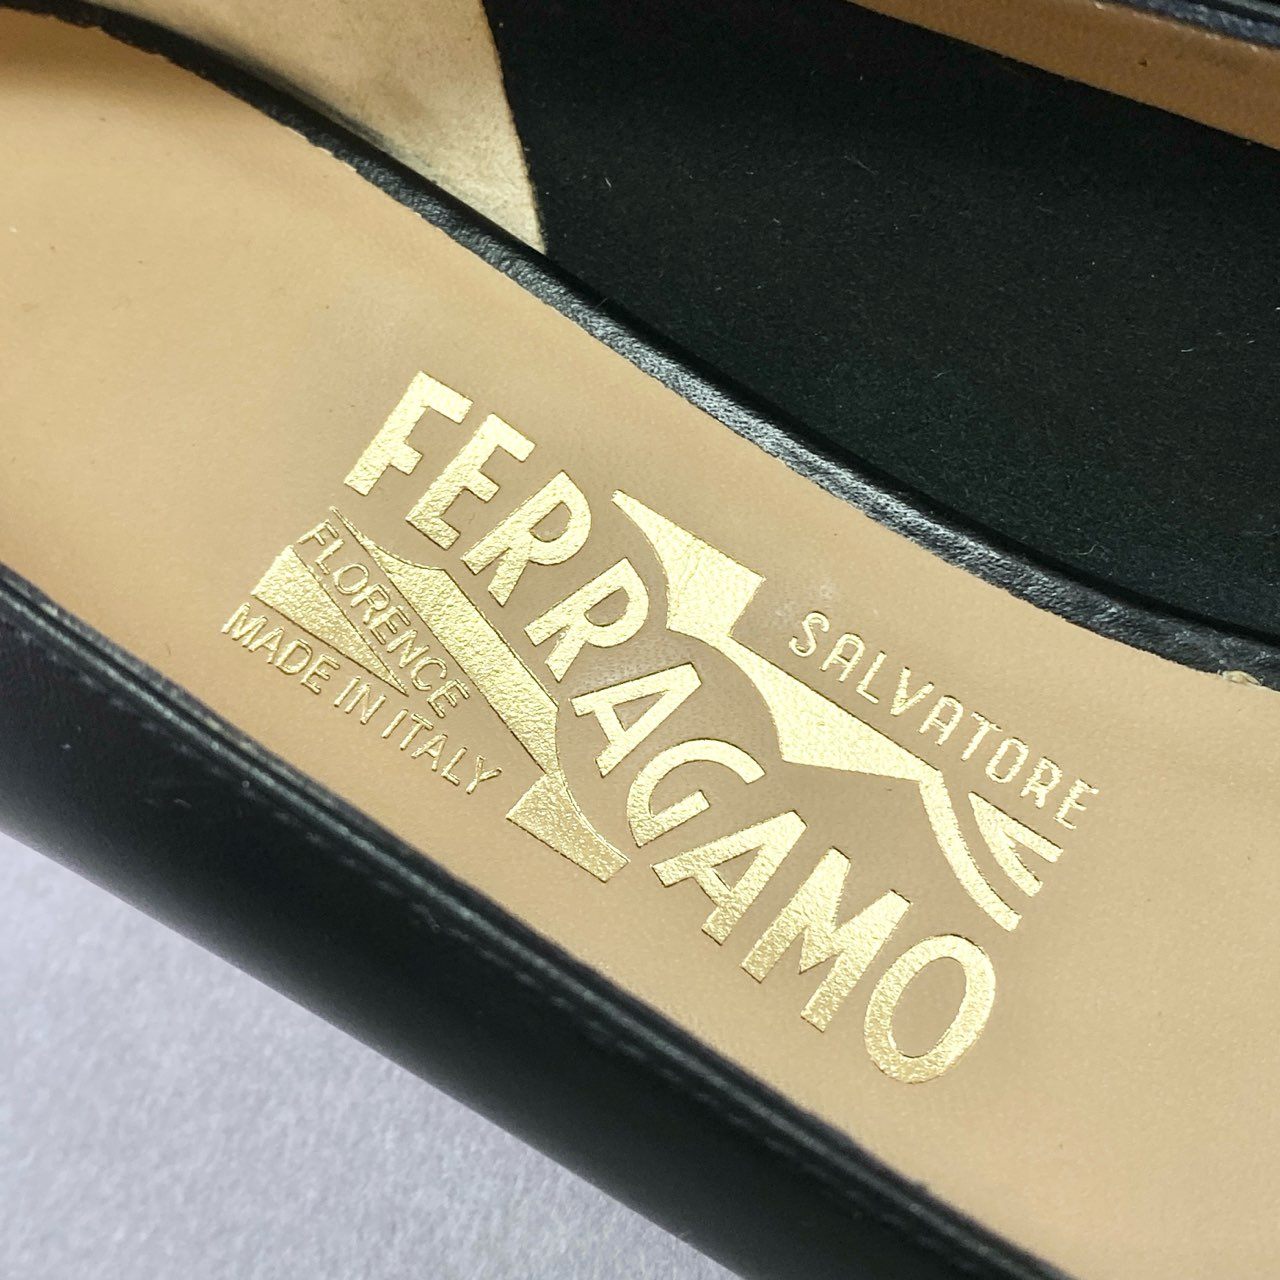 SALVATORE
FERRAGAMO
FLORENCE
MADE IN ITALY